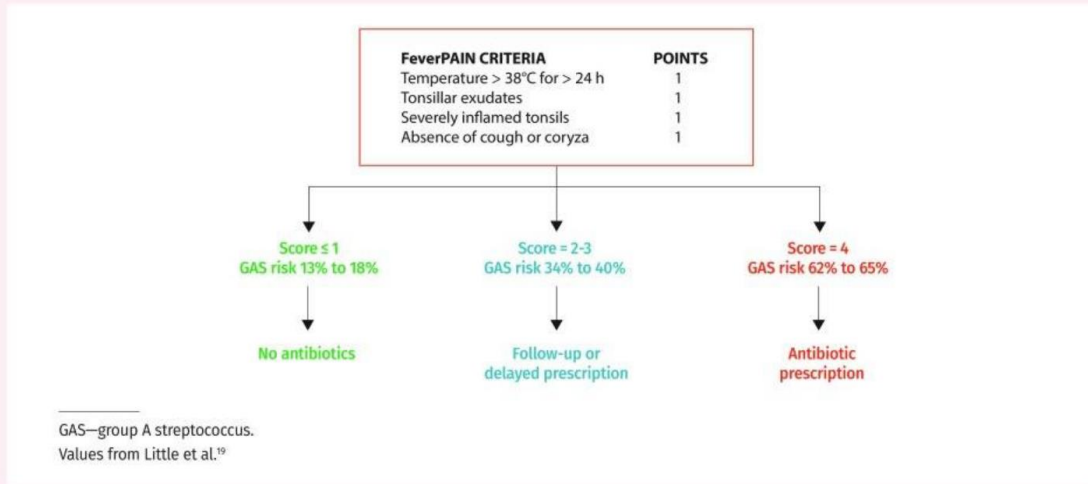 FeverPAIN CRITERIA POINTS
Temperature > 38°C for > 24 h 1
Tonsillar exudates 1
Severely inflamed tonsils 1
Absence of cough or coryza 1
Score ≤ 1
GAS risk 13% to 18%
Score = 2-3
GAS risk 34% to 40%
Score = 4
GAS risk 62% to 65%
No antibiotics
Follow-up or
delayed prescription
Antibiotic
prescription
GAS—group A streptococcus.
Values from Little et al.¹⁹